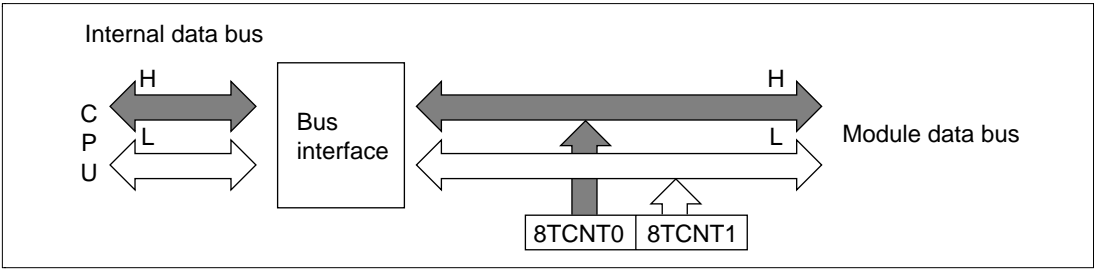 Internal data bus
H
H
C
P
U
L
Bus
interface
L
Module data bus
8TCNT0
8TCNT1